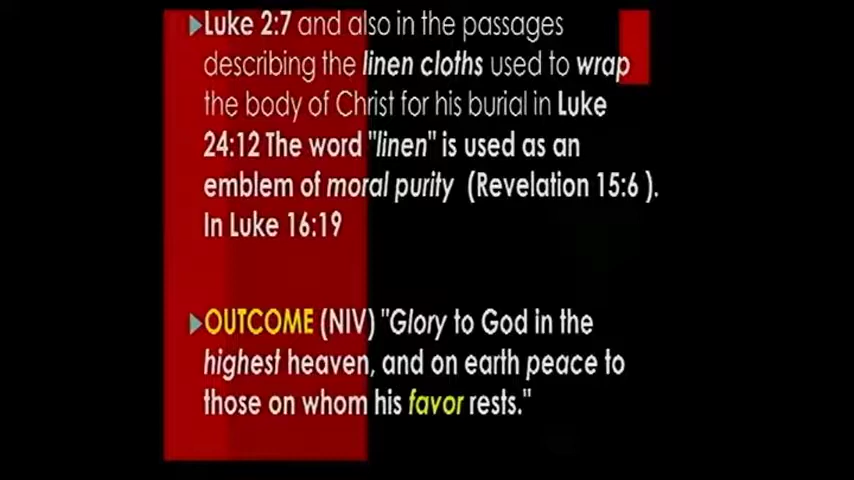 Luke 2:7 and also in the passages
describing the linen cloths used to wrap
the body of Christ for his burial in Luke
24:12 The word "linen" is used as an
emblem of moral purity (Revelation 15:6 ).
In Luke 16:19
OUTCOME (NIV) "Glory to God in the
highest heaven, and on earth peace to
those on whom his favor rests."